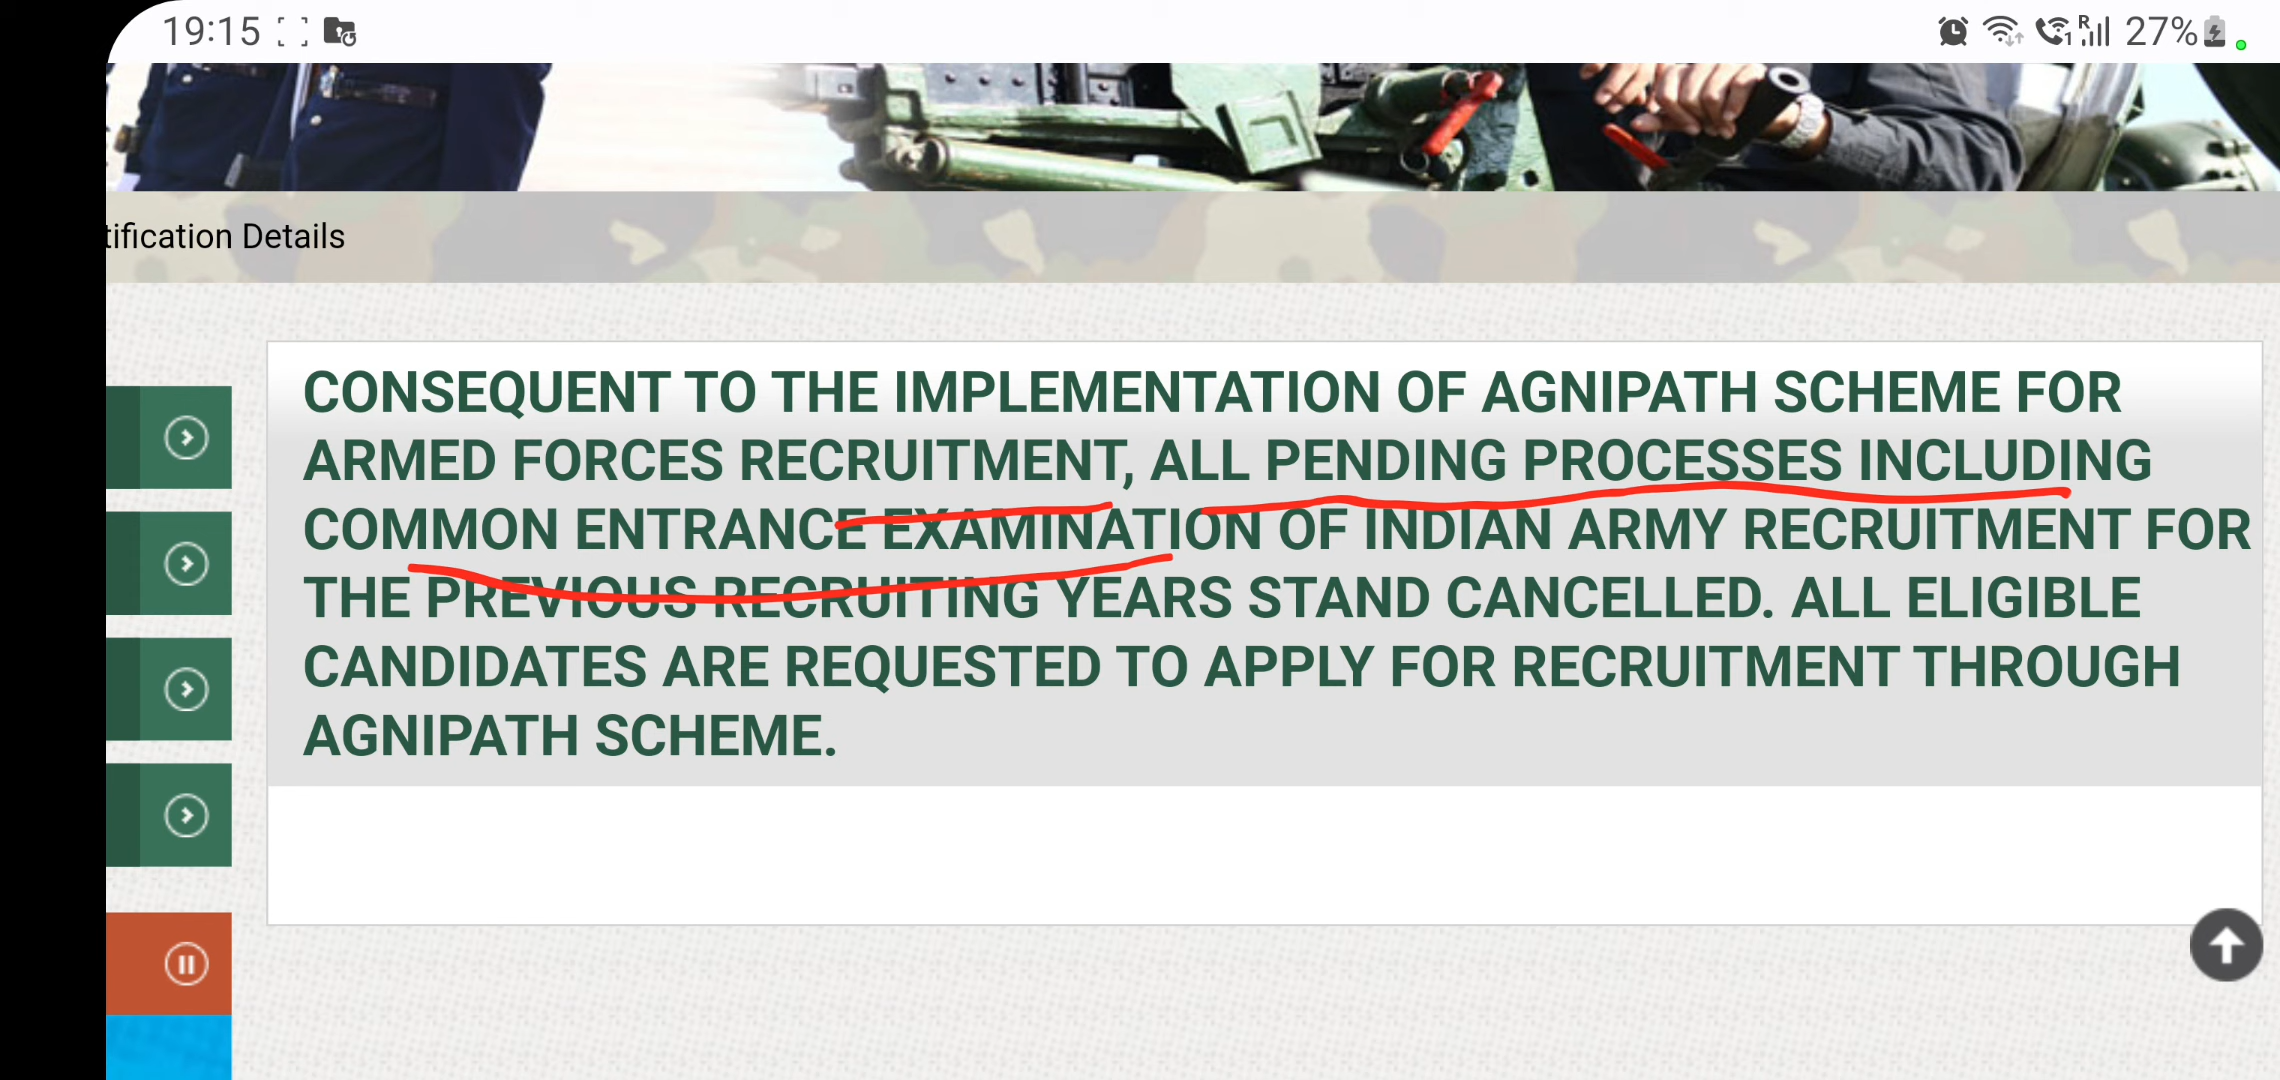 19:15
R
1
27%
tification Details
CONSEQUENT TO THE IMPLEMENTATION OF AGNIPATH SCHEME FOR
ARMED FORCES RECRUITMENT, ALL PENDING PROCESSES INCLUDING
COMMON ENTRANCE EXAMINATION OF INDIAN ARMY RECRUITMENT FOR
THE PREVIOUS RECRUITING YEARS STAND CANCELLED. ALL ELIGIBLE
CANDIDATES ARE REQUESTED TO APPLY FOR RECRUITMENT THROUGH
AGNIPATH SCHEME.